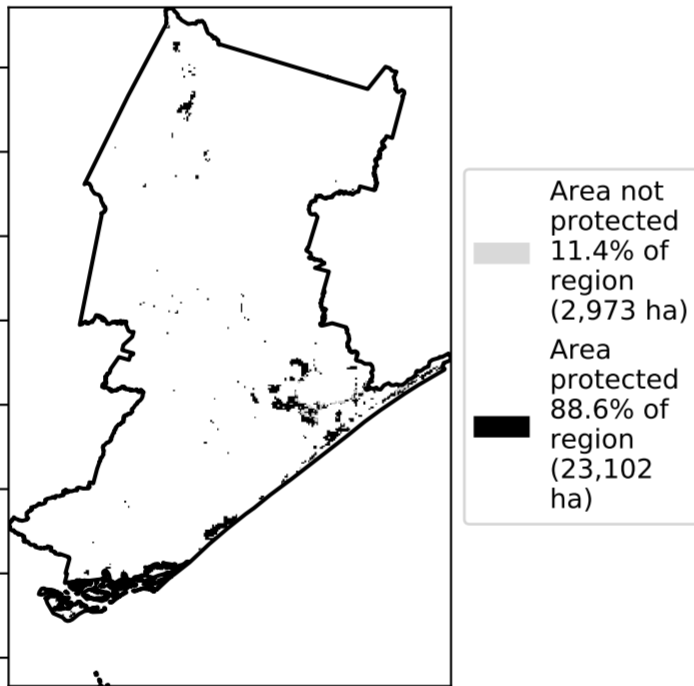 Area not
protected
11.4% of
region
(2,973 ha)
Area
protected
88.6% of
region
(23,102
ha)